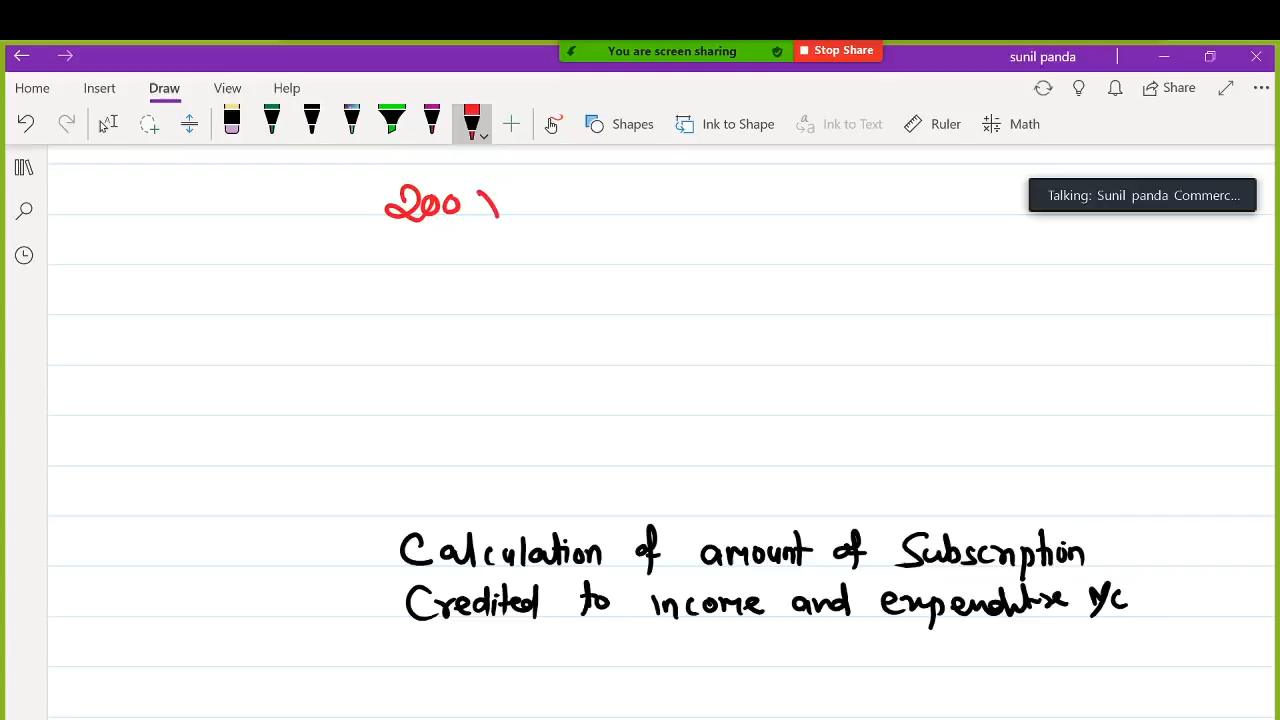 You are screen sharing
Stop Share
sunil panda
Home Insert Draw View Help
Share
Shapes Ink to Shape Ink to Text Ruler Math
Talking: Sunil panda Commerc...
200 \
Calculation of amount of Subscription
Credited to income and expenditure A/C